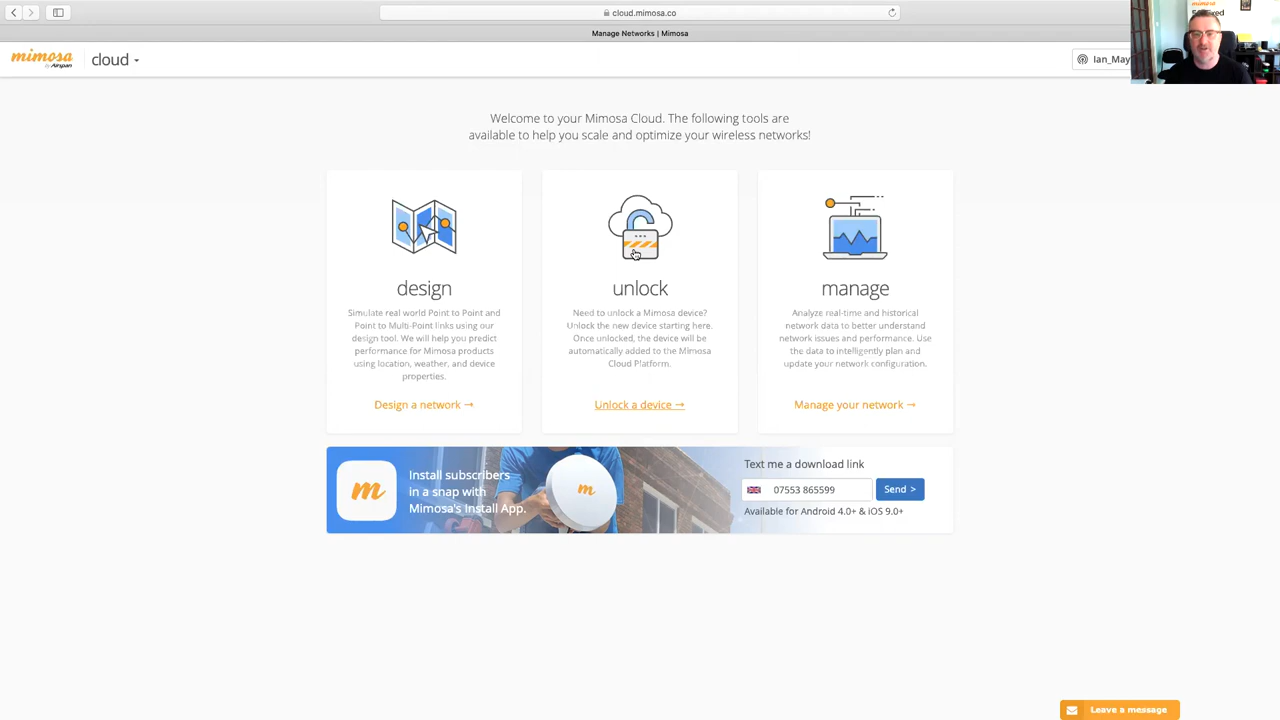 cloud.mimosa.co
Manage Networks | Mimosa
mimosa
by Airspan
cloud
Ian_May
mimosa
Welcome to your Mimosa Cloud. The following tools are
available to help you scale and optimize your wireless networks!
design
Simulate real world Point to Point and
Point to Multi-Point links using our
design tool. We will help you predict
performance for Mimosa products
using location, weather, and device
properties.
Design a network →
unlock
Need to unlock a Mimosa device?
Unlock the new device starting here.
Once unlocked, the device will be
automatically added to the Mimosa
Cloud Platform.
Unlock a device →
manage
Analyze real-time and historical
network data to better understand
network issues and performance. Use
the data to intelligently plan and
update your network configuration.
Manage your network →
m
Install subscribers
in a snap with
Mimosa's Install App.
m
Text me a download link
07553 865599
Send >
Available for Android 4.0+ & iOS 9.0+
Leave a message